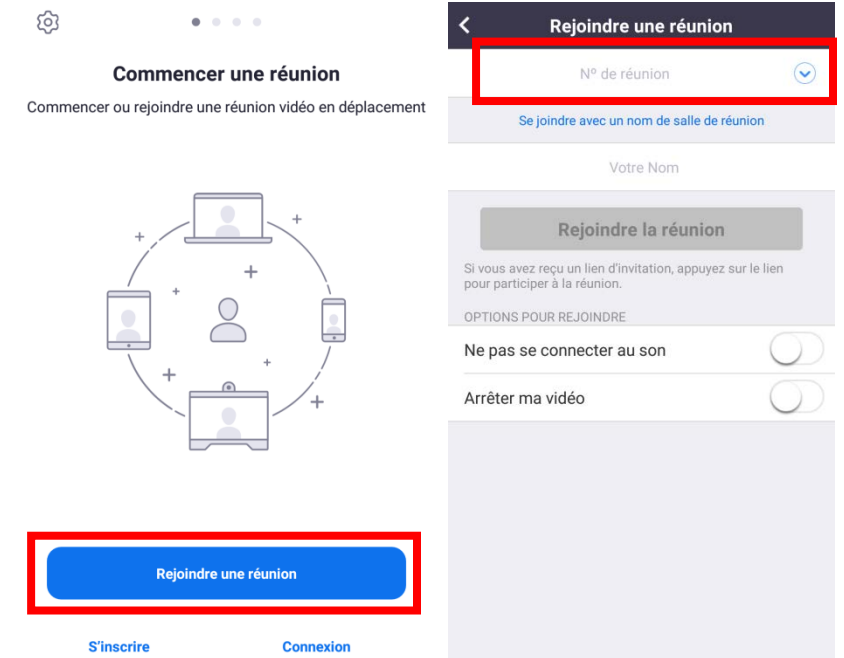 Commencer une réunion
Commencer ou rejoindre une réunion vidéo en déplacement
Rejoindre une réunion
S'inscrire
Connexion
Rejoindre une réunion
Nº de réunion
Se joindre avec un nom de salle de réunion
Votre Nom
Rejoindre la réunion
Si vous avez reçu un lien d'invitation, appuyez sur le lien
pour participer à la réunion.
OPTIONS POUR REJOINDRE
Ne pas se connecter au son
Arrêter ma vidéo